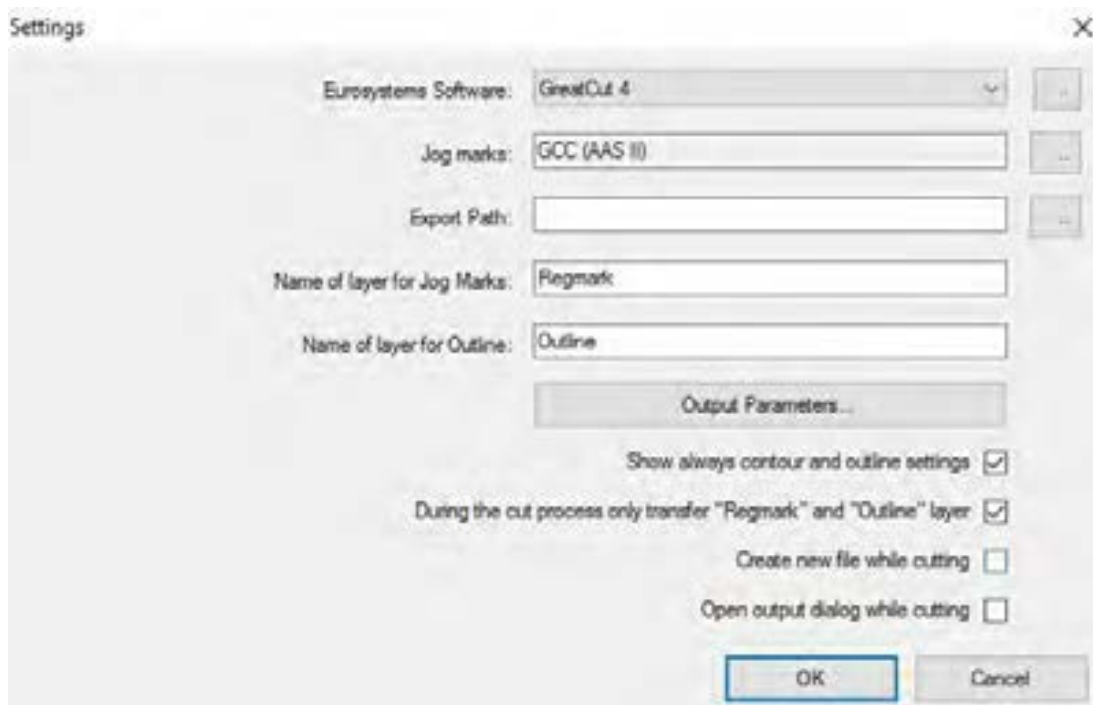 Settings
Eurosystems Software: GreatCut 4 ..
Jog marks: GCC (AAS II) ..
Export Path: ..
Name of layer for Jog Marks: Regmark
Name of layer for Outline: Outline
Output Parameters...
Show always contour and outline settings
During the cut process only transfer "Regmark" and "Outline" layer
Create new file while cutting
Open output dialog while cutting
OK Cancel